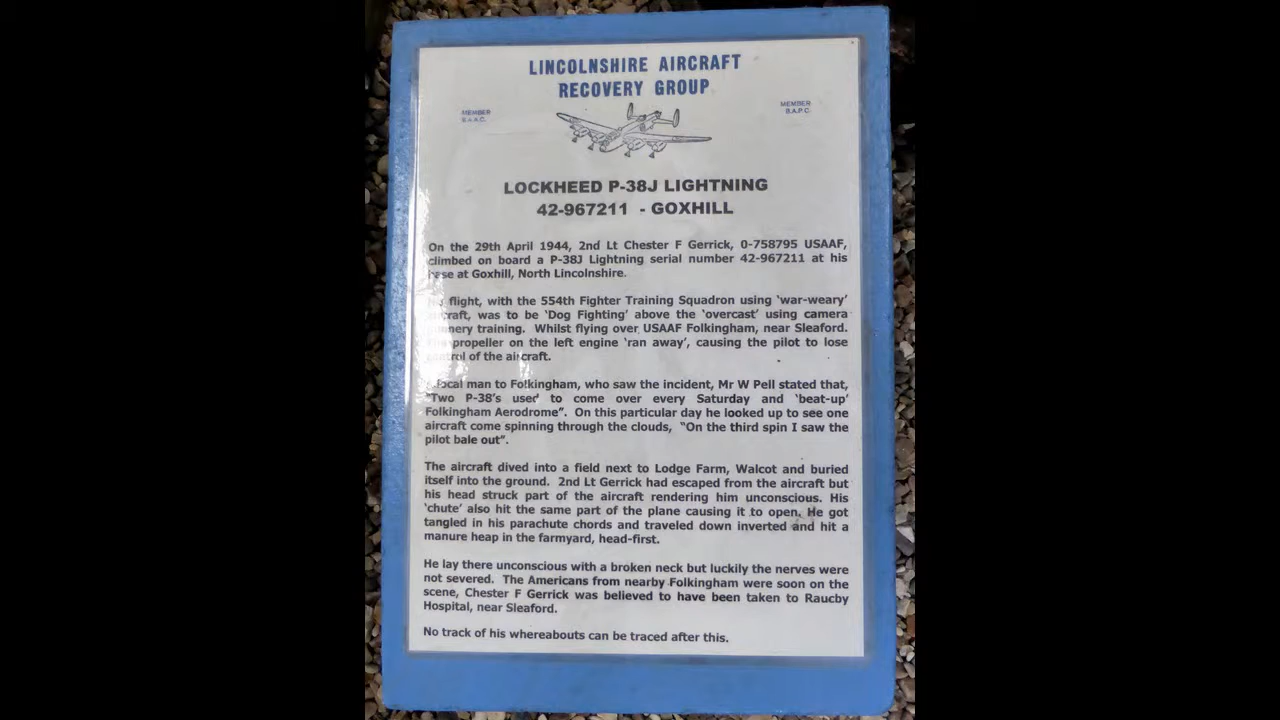 LINCOLNSHIRE AIRCRAFT
RECOVERY GROUP
MEMBER
B.A.A.C.
MEMBER
B.A.P.C.
LOCKHEED P-38J LIGHTNING
42-967211 - GOXHILL
On the 29th April 1944, 2nd Lt Chester F Gerrick, 0-758795 USAAF,
climbed on board a P-38J Lightning serial number 42-967211 at his
base at Goxhill, North Lincolnshire.
His flight, with the 554th Fighter Training Squadron using ‘war-weary’
aircraft, was to be ‘Dog Fighting’ above the ‘overcast’ using camera
gunnery training. Whilst flying over USAAF Folkingham, near Sleaford.
The propeller on the left engine ‘ran away’, causing the pilot to lose
control of the aircraft.
A local man to Folkingham, who saw the incident, Mr W Pell stated that,
“Two P-38’s used to come over every Saturday and ‘beat-up’
Folkingham Aerodrome”. On this particular day he looked up to see one
aircraft come spinning through the clouds, “On the third spin I saw the
pilot bale out”.
The aircraft dived into a field next to Lodge Farm, Walcot and buried
itself into the ground. 2nd Lt Gerrick had escaped from the aircraft but
his head struck part of the aircraft rendering him unconscious. His
‘chute’ also hit the same part of the plane causing it to open. He got
tangled in his parachute chords and traveled down inverted and hit a
manure heap in the farmyard, head-first.
He lay there unconscious with a broken neck but luckily the nerves were
not severed. The Americans from nearby Folkingham were soon on the
scene, Chester F Gerrick was believed to have been taken to Raucby
Hospital, near Sleaford.
No track of his whereabouts can be traced after this.